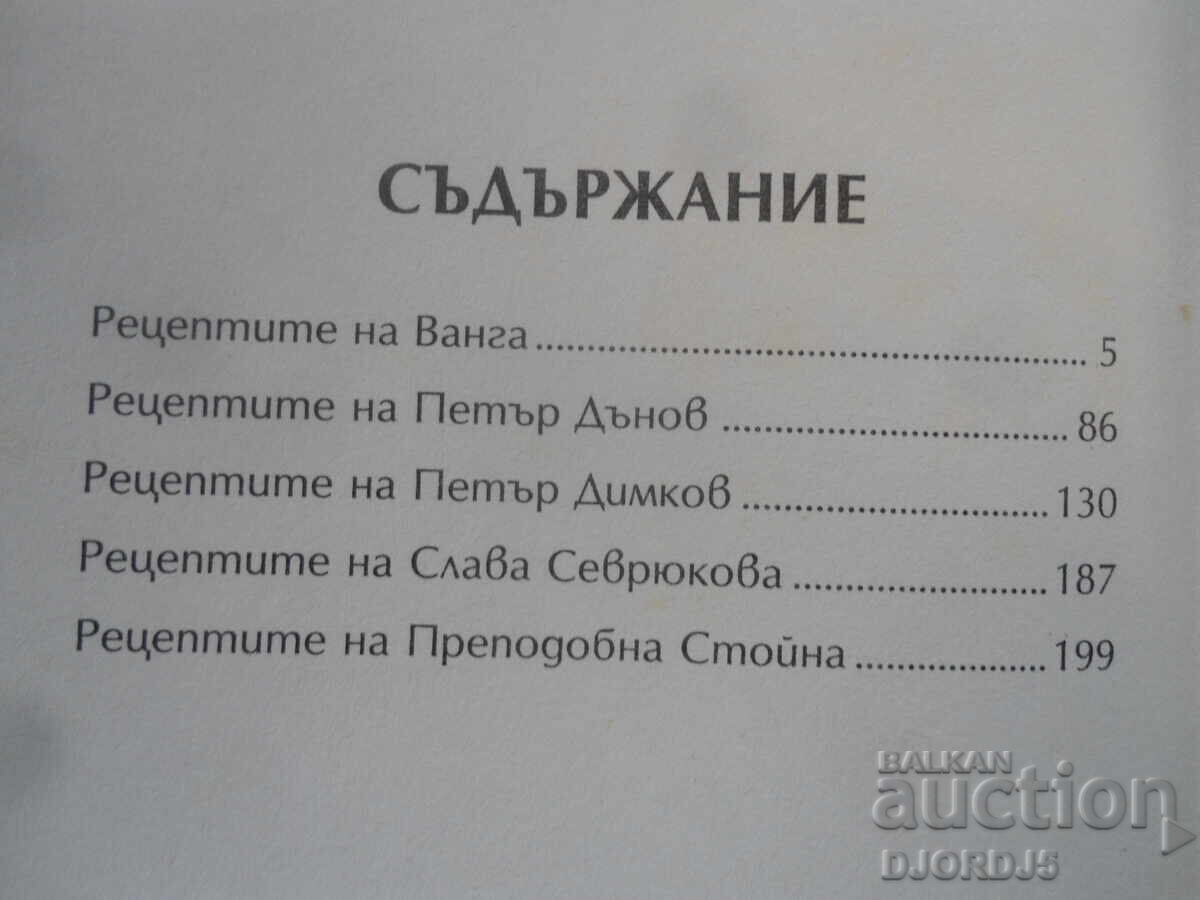 СЪДЪРЖАНИЕ
Рецептите на Ванга................................................................ 5
Рецептите на Петър Дънов ........................................ 86
Рецептите на Петър Димков.................................... 130
Рецептите на Слава Севрюкова............................. 187
Рецептите на Преподобна Стойна...................... 199
BALKAN
auction
DJORDJ5